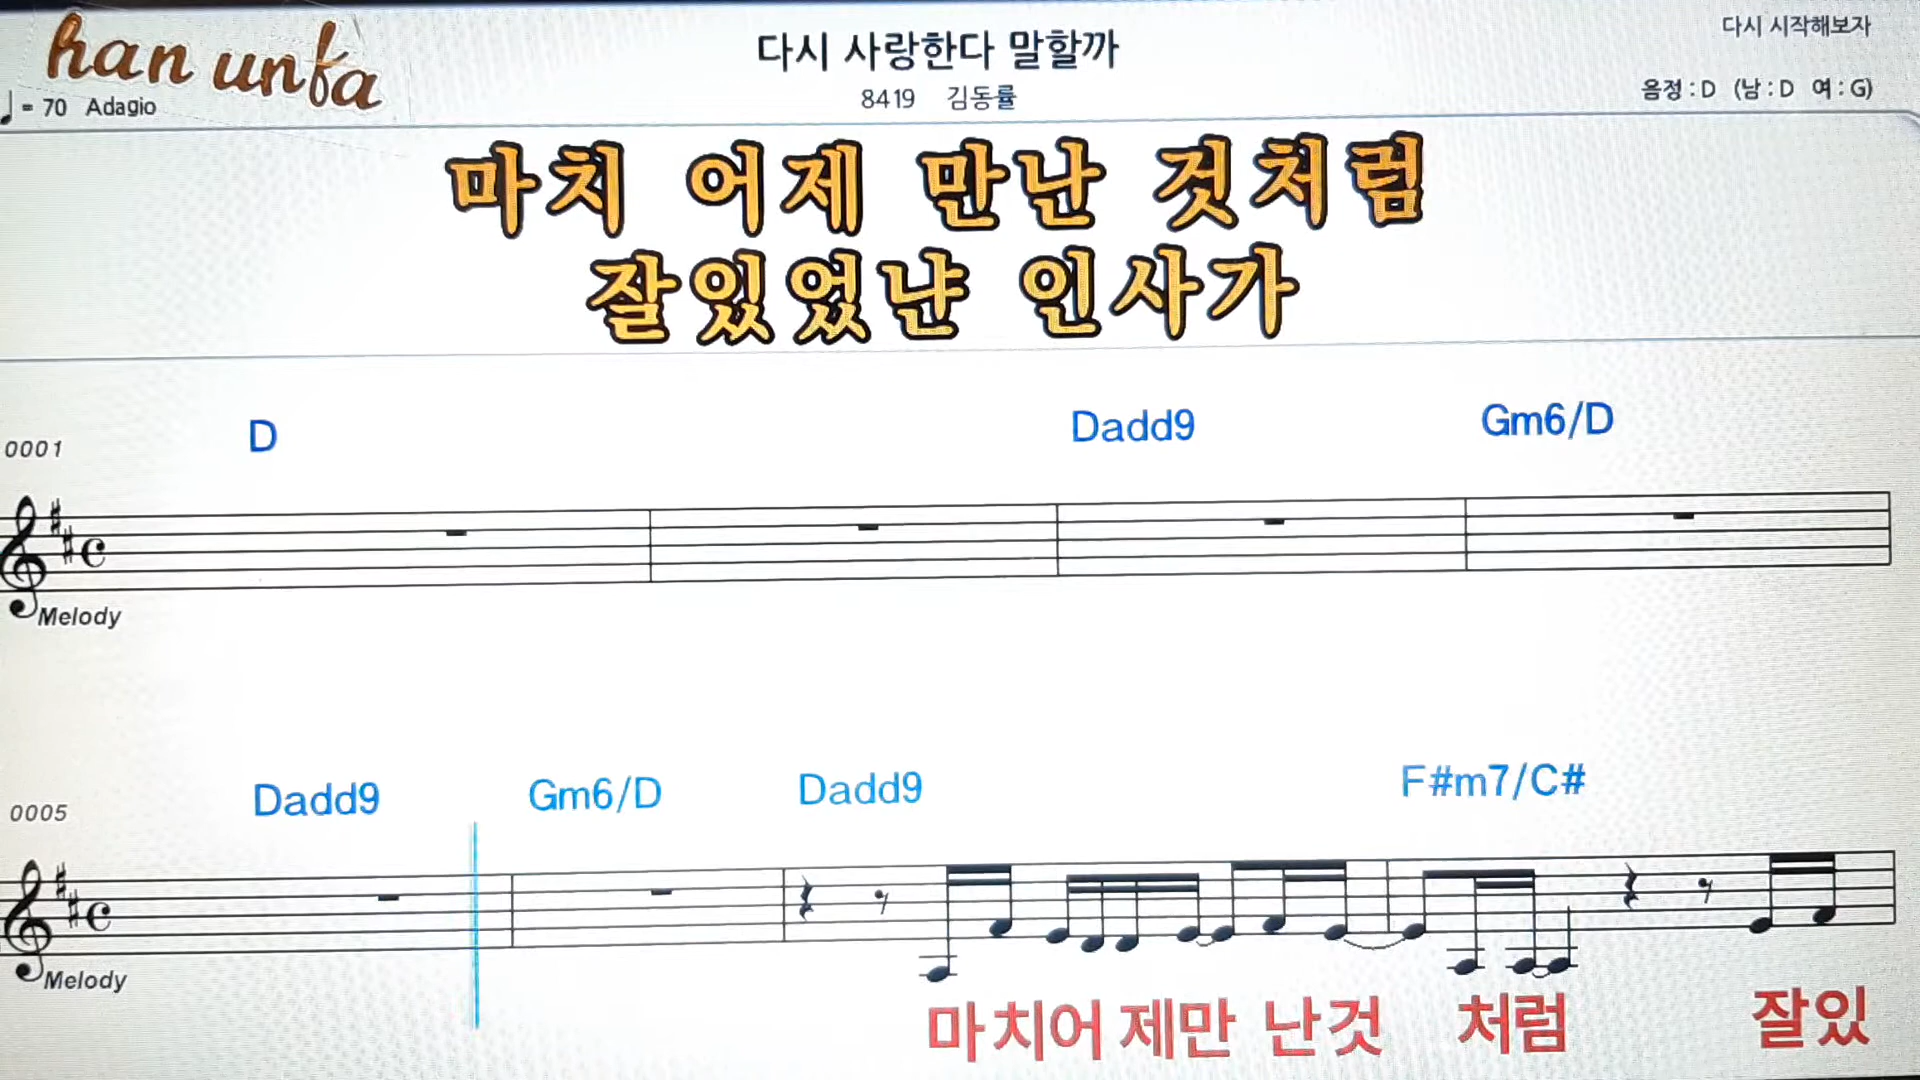 han unfa
다시 사랑한다 말할까
다시 시작해보자
= 70 Adagio
8419 김동률
음정 : D (남 : D 여 : G)
마치 어제 만난 것처럼
잘있었냔 인사가
D Dadd9 Gm6/D
0001
Melody
Dadd9 Gm6/D Dadd9 F#m7/C#
0005
Melody
마치어 제만 난것 처럼 잘있